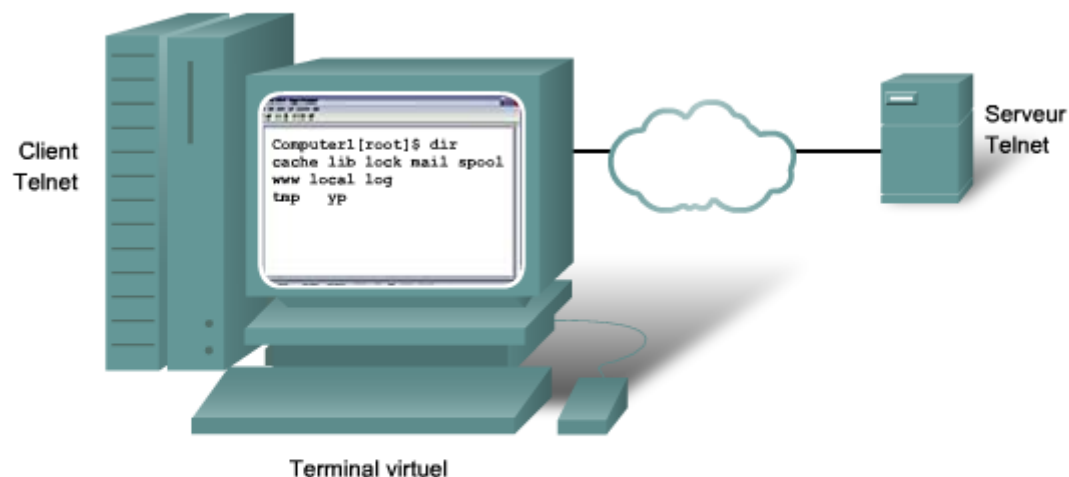 Client
Telnet
Computer1[root]$ dir
cache lib lock mail spool
www local log
tmp yp
Serveur
Telnet
Terminal virtuel